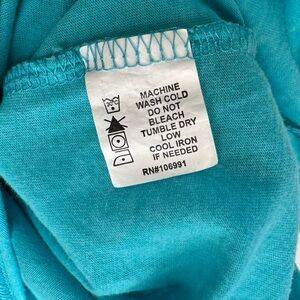 MACHINE
WASH COLD
DO NOT
BLEACH
TUMBLE DRY
LOW
COOL IRON
IF NEEDED
RN#106991